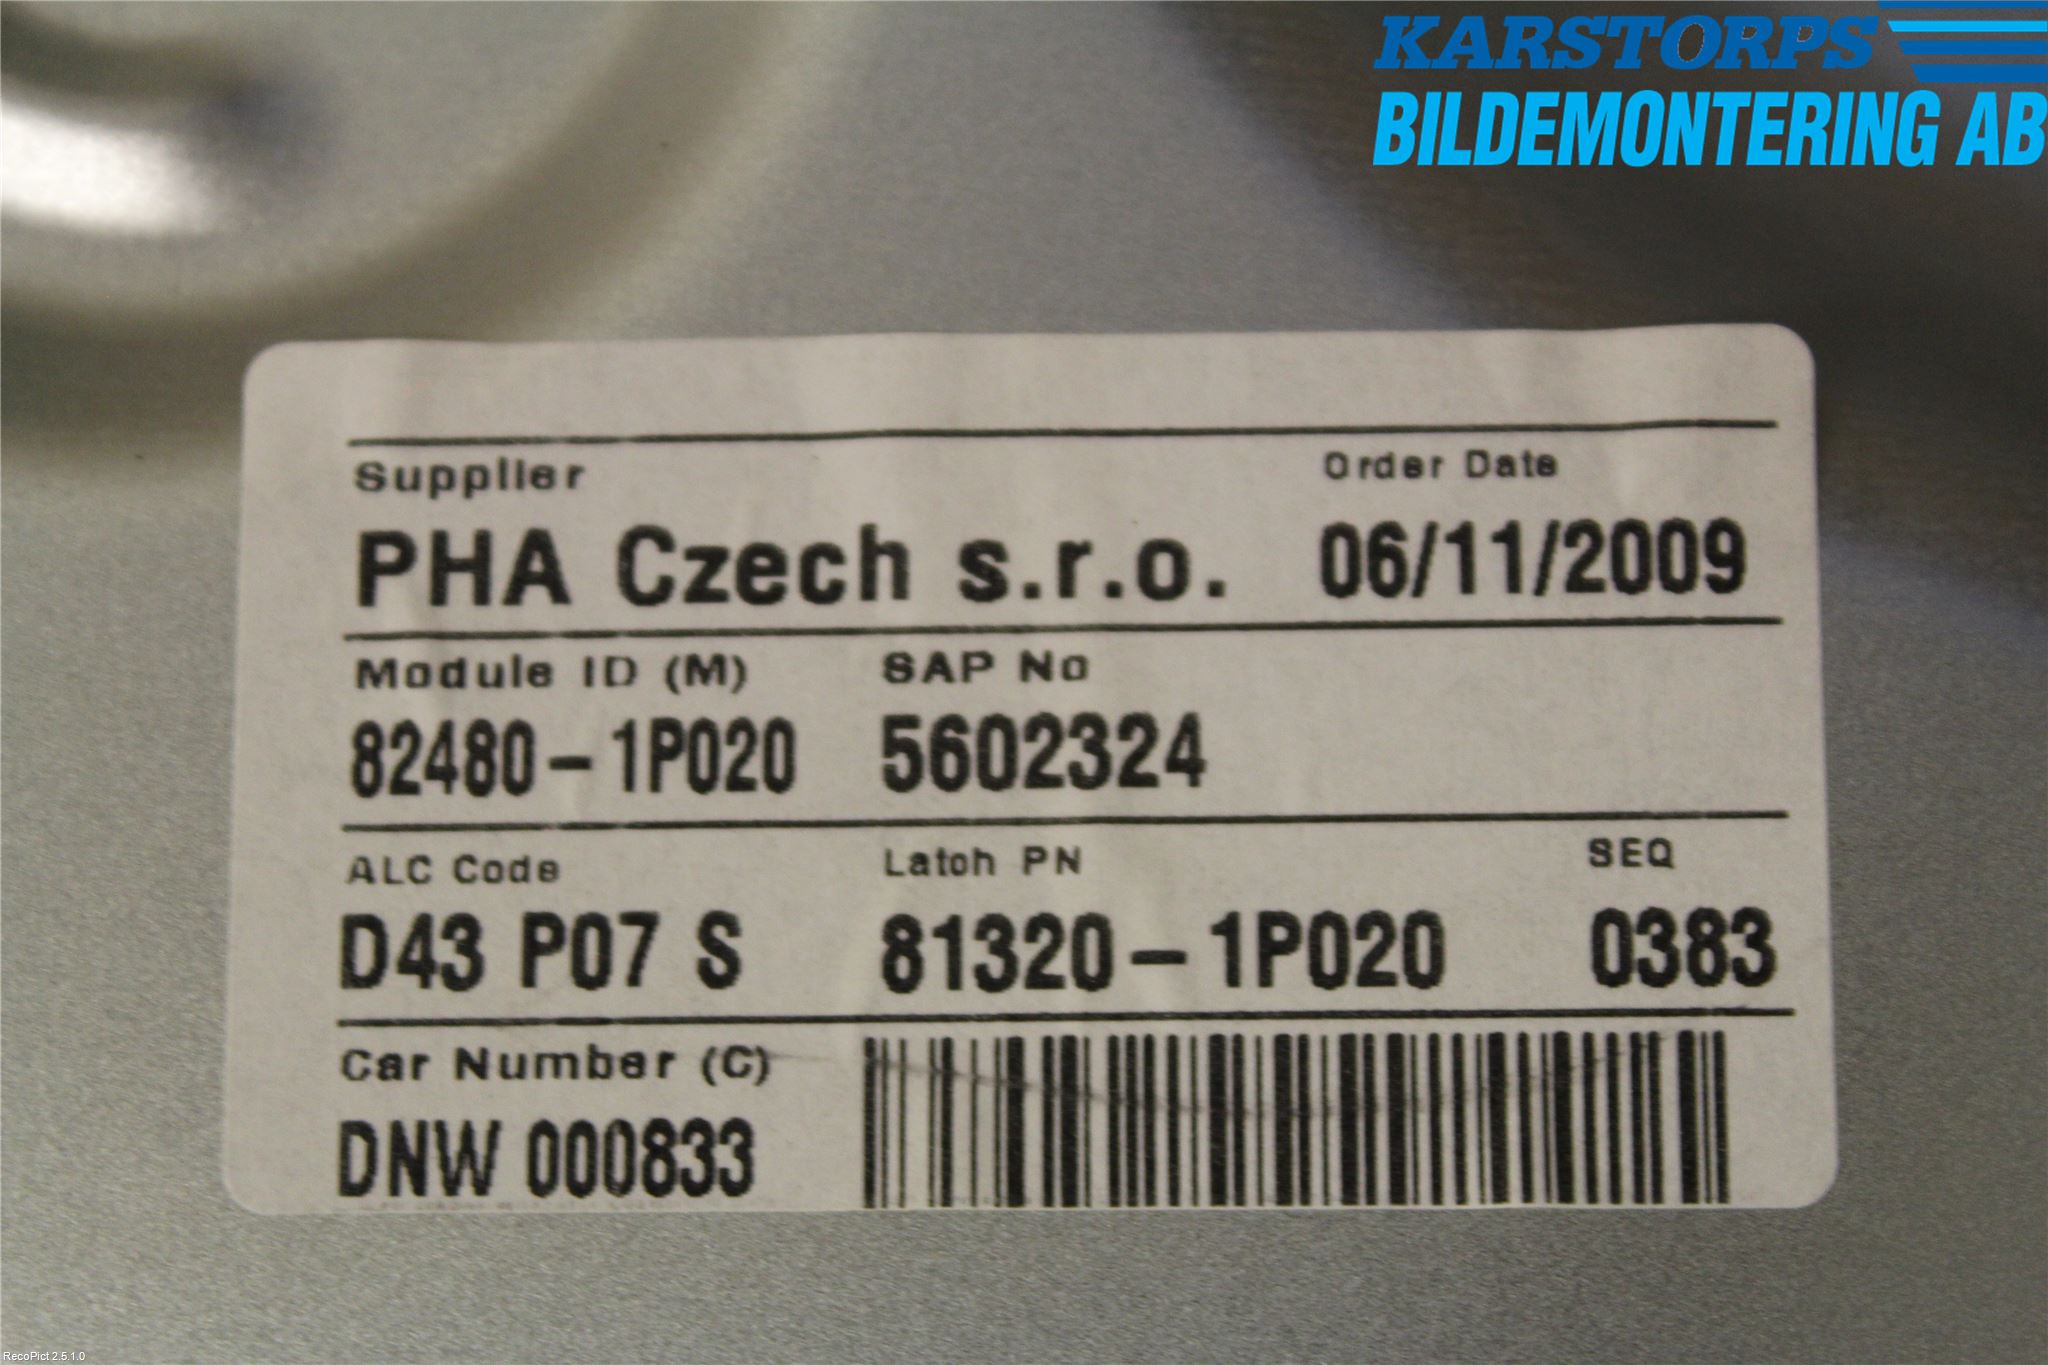 KARSTORPS
BILDEMONTERING AB
Supplier Order Date
PHA Czech s.r.o. 06/11/2009
Module ID (M) SAP No
82480-1P020 5602324
ALC Code Latch PN SEQ
D43 P07 S 81320-1P020 0383
Car Number (C)
DNW 000833
RecoPict 2.5.1.0